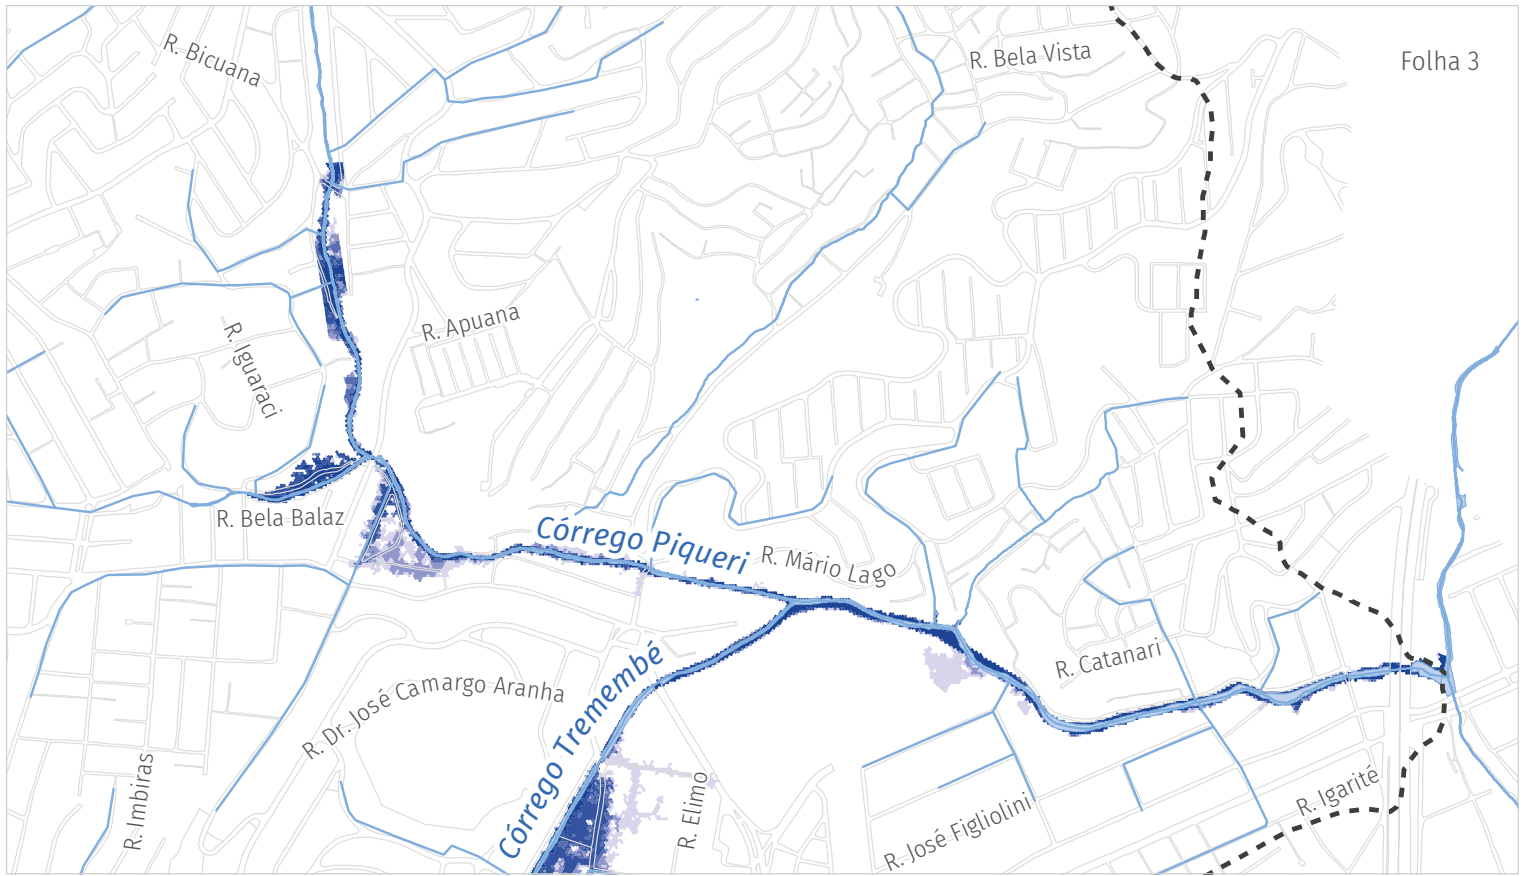 R. Bicuana
R. Bela Vista
Folha 3
R. Apuana
R. Iguaraci
R. Bela Balaz
Córrego Piqueri
R. Mário Lago
Córrego Tremembé
R. Catanari
R. Dr. José Camargo Aranha
R. Imbiras
R. Elimo
R. José Figliolini
R. Igarité